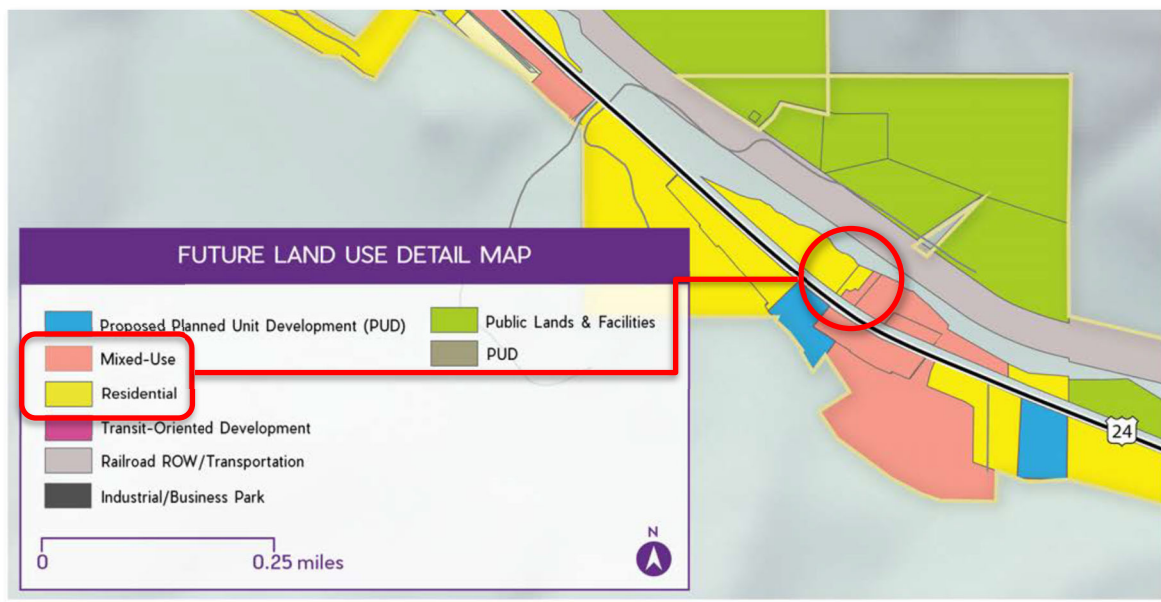 FUTURE LAND USE DETAIL MAP
Proposed Planned Unit Development (PUD)
Mixed-Use
Residential
Transit-Oriented Development
Railroad ROW/Transportation
Industrial/Business Park
Public Lands & Facilities
PUD
0
0.25 miles
N
24